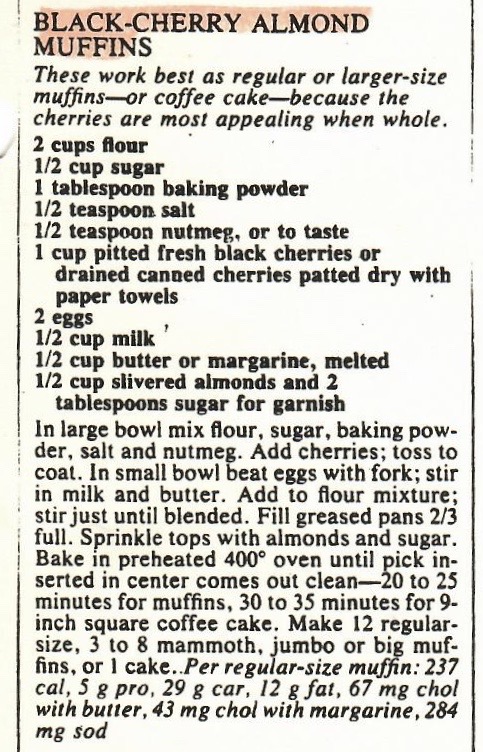 BLACK-CHERRY ALMOND
MUFFINS
These work best as regular or larger-size
muffins—or coffee cake—because the
cherries are most appealing when whole.
2 cups flour
1/2 cup sugar
1 tablespoon baking powder
1/2 teaspoon salt
1/2 teaspoon nutmeg, or to taste
1 cup pitted fresh black cherries or
drained canned cherries patted dry with
paper towels
2 eggs
1/2 cup milk
1/2 cup butter or margarine, melted
1/2 cup slivered almonds and 2
tablespoons sugar for garnish
In large bowl mix flour, sugar, baking pow-
der, salt and nutmeg. Add cherries; toss to
coat. In small bowl beat eggs with fork; stir
in milk and butter. Add to flour mixture;
stir just until blended. Fill greased pans 2/3
full. Sprinkle tops with almonds and sugar.
Bake in preheated 400° oven until pick in-
serted in center comes out clean—20 to 25
minutes for muffins, 30 to 35 minutes for 9-
inch square coffee cake. Make 12 regular-
size, 3 to 8 mammoth, jumbo or big muf-
fins, or 1 cake..Per regular-size muffin: 237
cal, 5 g pro, 29 g car, 12 g fat, 67 mg chol
with butter, 43 mg chol with margarine, 284
mg sod